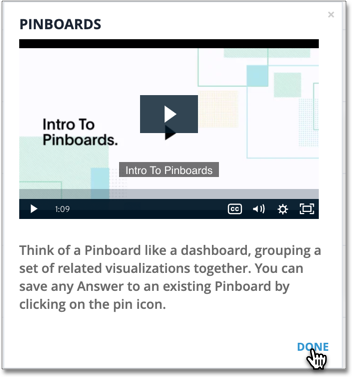 PINBOARDS
×
Intro To
Pinboards.
Intro To Pinboards
1:09
CC
Think of a Pinboard like a dashboard, grouping a
set of related visualizations together. You can
save any Answer to an existing Pinboard by
clicking on the pin icon.
DONE